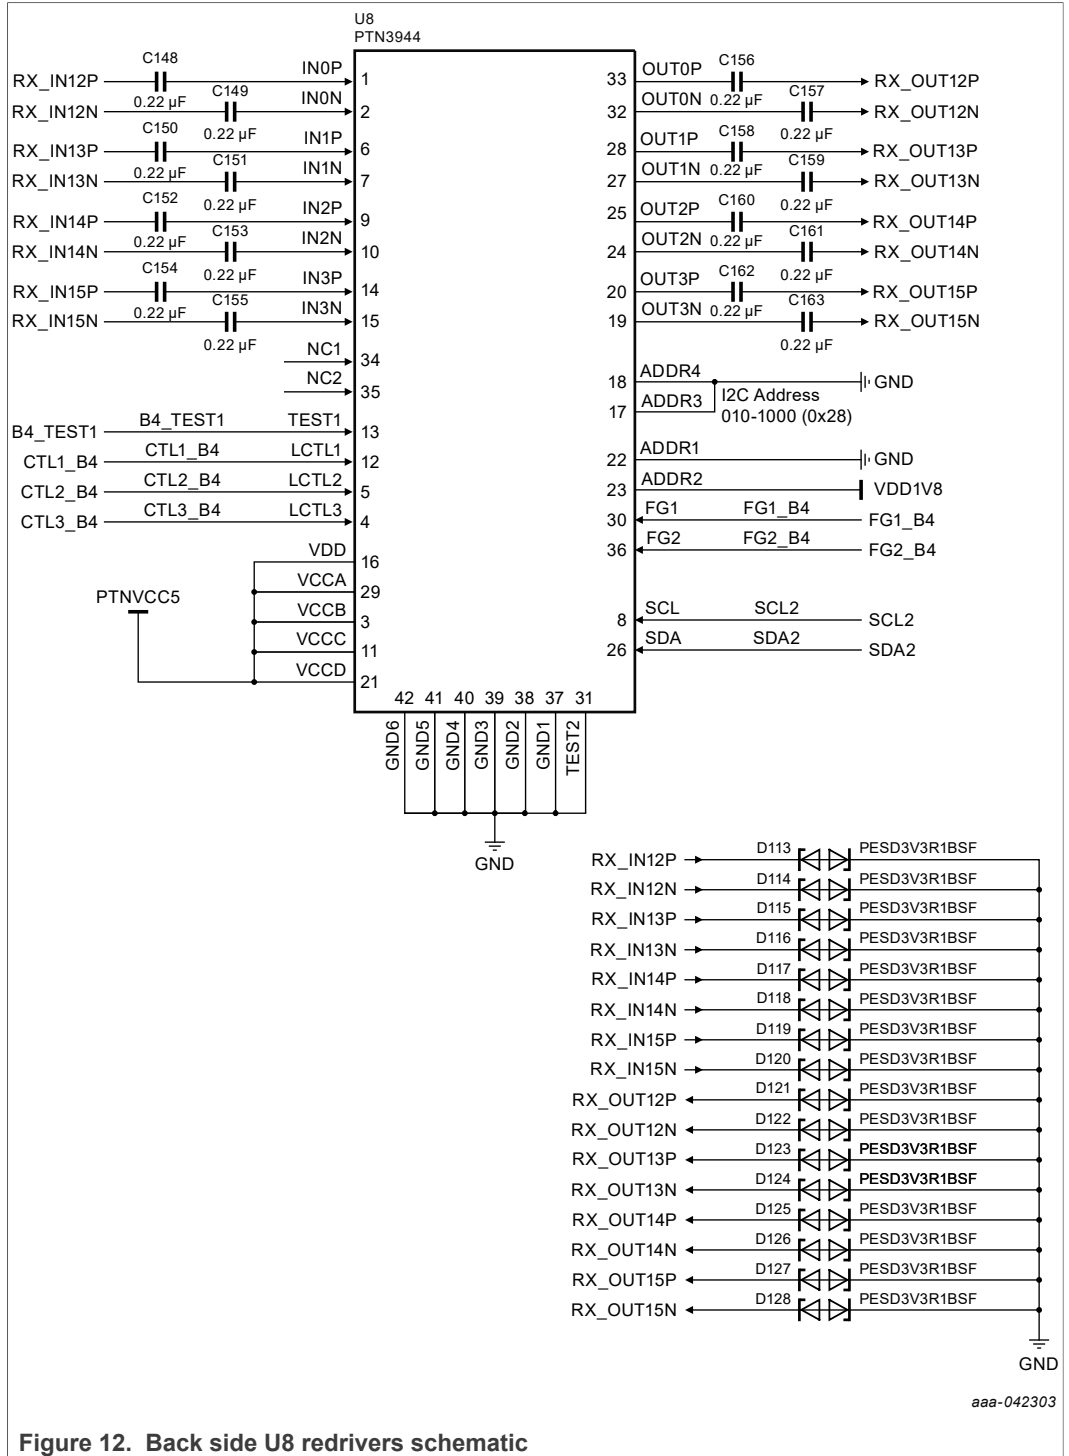 U8
PTN3944
C148
RX_IN12P IN0P 1 33 OUT0P C156 RX_OUT12P
0.22 µF C149 0.22 µF C157
RX_IN12N IN0N 2 32 OUT0N RX_OUT12N
C150 0.22 µF C158 0.22 µF
RX_IN13P IN1P 6 28 OUT1P RX_OUT13P
0.22 µF C151 0.22 µF C159
RX_IN13N IN1N 7 27 OUT1N RX_OUT13N
C152 0.22 µF C160 0.22 µF
RX_IN14P IN2P 9 25 OUT2P RX_OUT14P
0.22 µF C153 0.22 µF C161
RX_IN14N IN2N 10 24 OUT2N RX_OUT14N
C154 0.22 µF C162 0.22 µF
RX_IN15P IN3P 14 20 OUT3P RX_OUT15P
0.22 µF C155 0.22 µF C163
RX_IN15N IN3N 15 19 OUT3N RX_OUT15N
0.22 µF 0.22 µF
NC1 34
NC2 35
18 ADDR4 GND
17 ADDR3
I2C Address
010-1000 (0x28)
B4_TEST1 B4_TEST1 TEST1 13
CTL1_B4 CTL1_B4 LCTL1 12
CTL2_B4 CTL2_B4 LCTL2 5
CTL3_B4 CTL3_B4 LCTL3 4
22 ADDR1 GND
23 ADDR2 VDD1V8
30 FG1 FG1_B4 FG1_B4
36 FG2 FG2_B4 FG2_B4
8 SCL SCL2 SCL2
26 SDA SDA2 SDA2
VDD 16
VCCA 29
PTNVCC5
VCCB 3
VCCC 11
VCCD 21
42 41 40 39 38 37 31
GND6 GND5 GND4 GND3 GND2 GND1 TEST2
GND
RX_IN12P D113 PESD3V3R1BSF
RX_IN12N D114 PESD3V3R1BSF
RX_IN13P D115 PESD3V3R1BSF
RX_IN13N D116 PESD3V3R1BSF
RX_IN14P D117 PESD3V3R1BSF
RX_IN14N D118 PESD3V3R1BSF
RX_IN15P D119 PESD3V3R1BSF
RX_IN15N D120 PESD3V3R1BSF
RX_OUT12P D121 PESD3V3R1BSF
RX_OUT12N D122 PESD3V3R1BSF
RX_OUT13P D123 PESD3V3R1BSF
RX_OUT13N D124 PESD3V3R1BSF
RX_OUT14P D125 PESD3V3R1BSF
RX_OUT14N D126 PESD3V3R1BSF
RX_OUT15P D127 PESD3V3R1BSF
RX_OUT15N D128 PESD3V3R1BSF
GND
aaa-042303
Figure 12. Back side U8 redrivers schematic